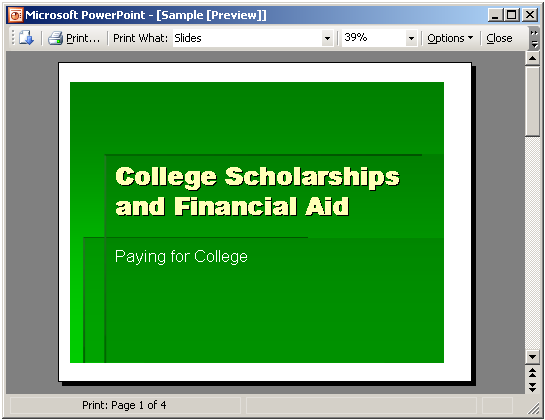 Microsoft PowerPoint - [Sample [Preview]]
Print... Print What: Slides 39% Options Close
College Scholarships
and Financial Aid
Paying for College
Print: Page 1 of 4